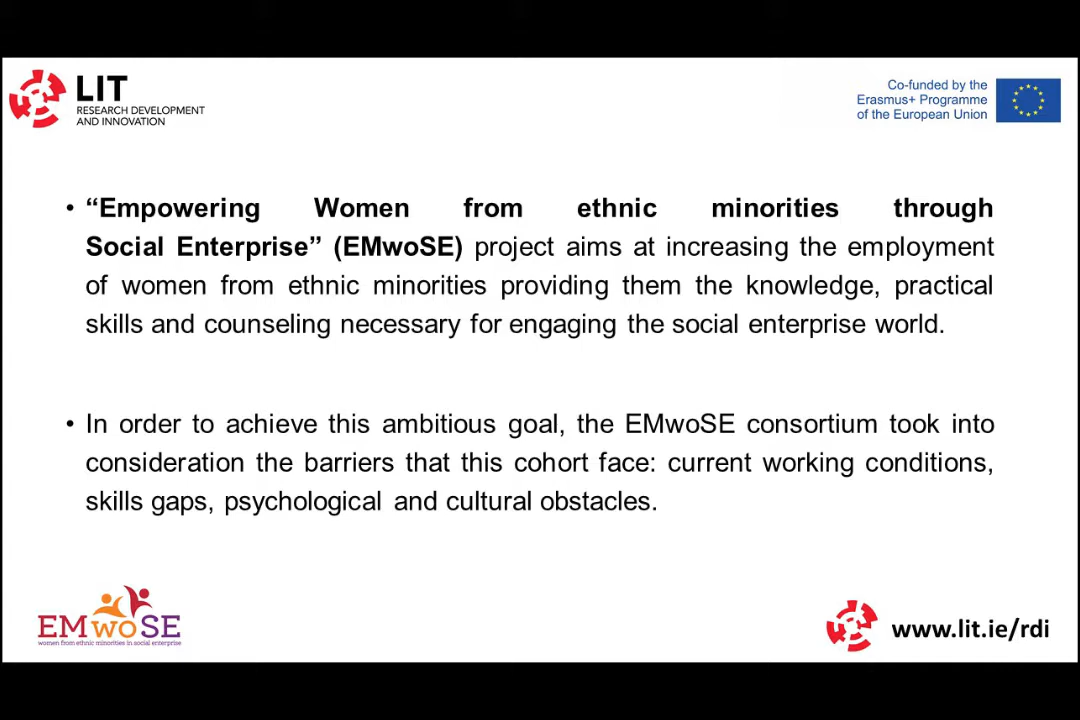 LIT
RESEARCH DEVELOPMENT
AND INNOVATION
Co-funded by the
Erasmus+ Programme
of the European Union
• “Empowering Women from ethnic minorities through
Social Enterprise” (EMwoSE) project aims at increasing the employment
of women from ethnic minorities providing them the knowledge, practical
skills and counseling necessary for engaging the social enterprise world.
• In order to achieve this ambitious goal, the EMwoSE consortium took into
consideration the barriers that this cohort face: current working conditions,
skills gaps, psychological and cultural obstacles.
EMwoSE
women from ethnic minorities in social enterprise
www.lit.ie/rdi